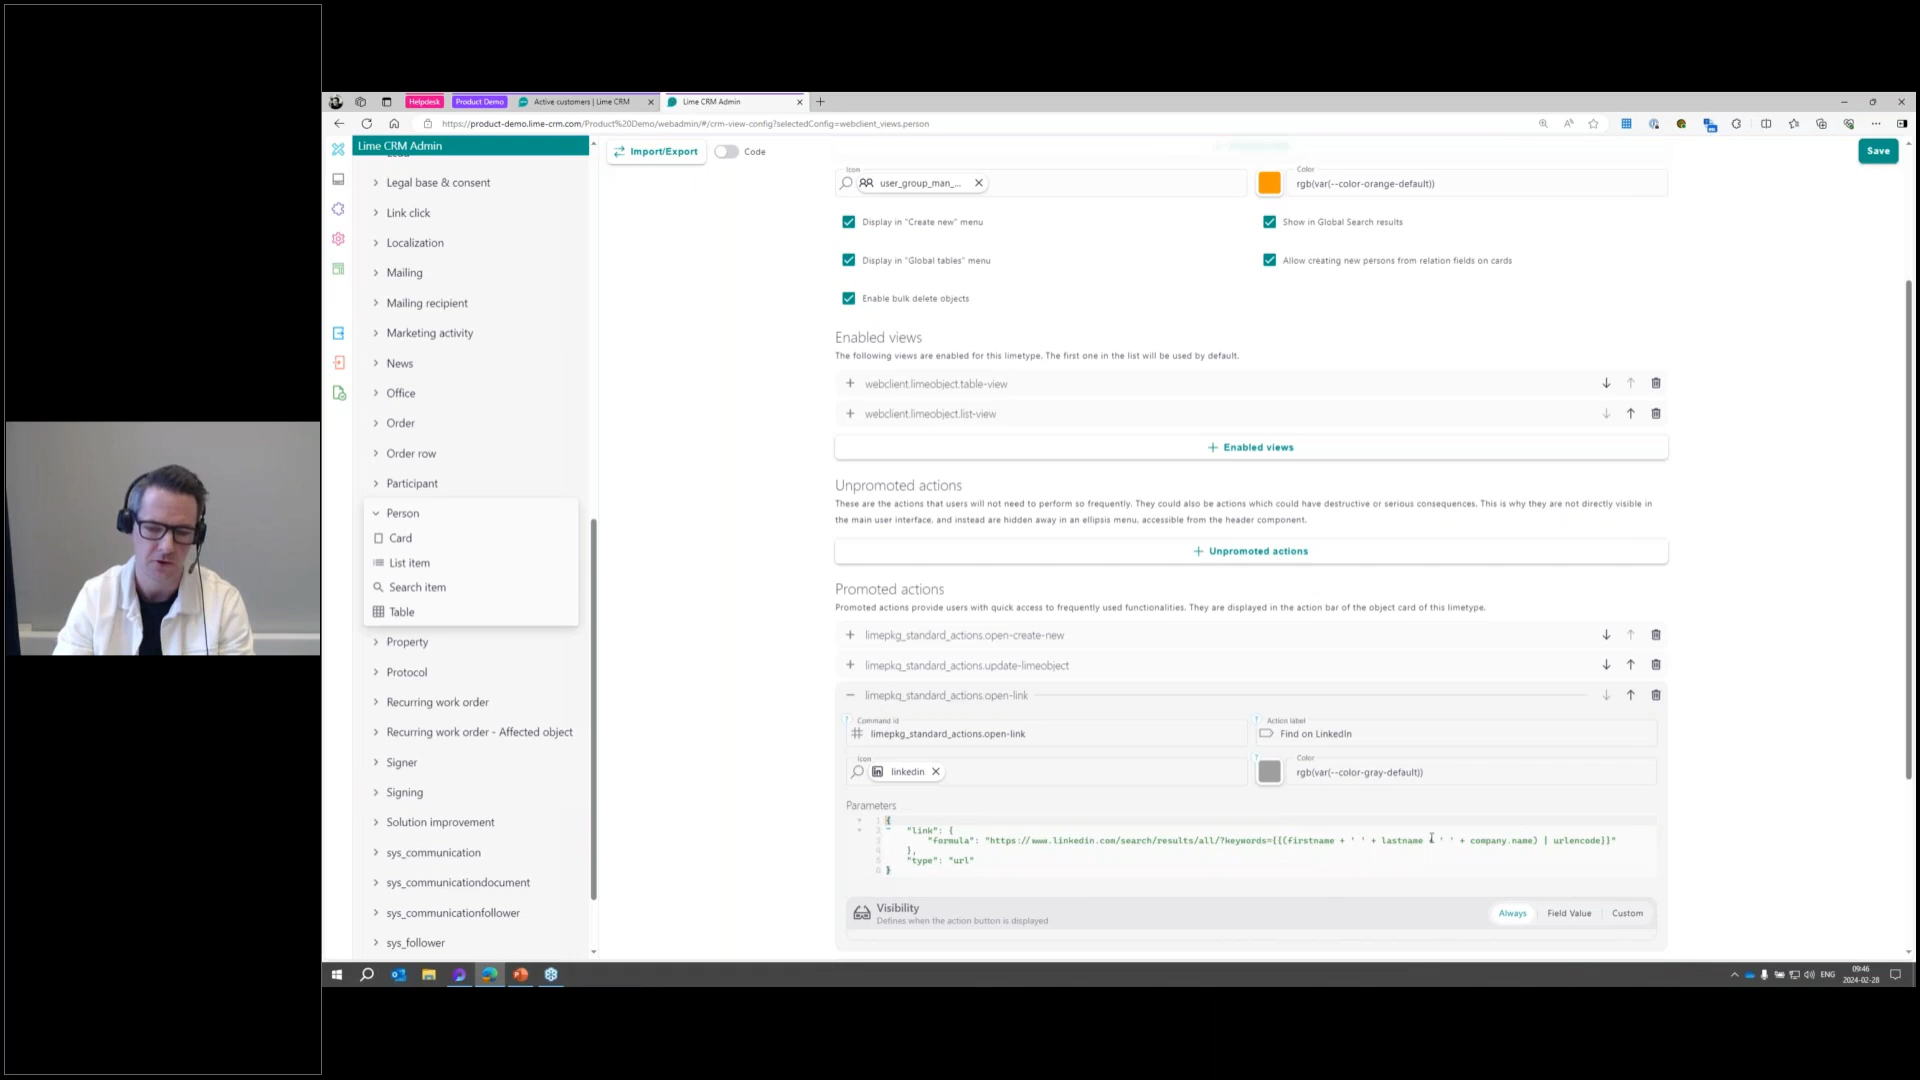 Helpdesk
Product Demo
Active customers | Lime CRM
Lime CRM Admin
https://product-demo.lime-crm.com/Product%20Demo/webadmin/#/crm-view-config?selectedConfig=webclient_views.person
Lime CRM Admin
Import/Export
Code
Save
Legal base & consent
Link click
Localization
Mailing
Mailing recipient
Marketing activity
News
Office
Order
Order row
Participant
Person
Card
List item
Search item
Table
Property
Protocol
Recurring work order
Recurring work order - Affected object
Signer
Signing
Solution improvement
sys_communication
sys_communicationdocument
sys_communicationfollower
sys_follower
Icon
user_group_man_...
Color
rgb(var(--color-orange-default))
Display in "Create new" menu
Show in Global Search results
Display in "Global tables" menu
Allow creating new persons from relation fields on cards
Enable bulk delete objects
Enabled views
The following views are enabled for this limetype. The first one in the list will be used by default.
webclient.limeobject.table-view
webclient.limeobject.list-view
Enabled views
Unpromoted actions
These are the actions that users will not need to perform so frequently. They could also be actions which could have destructive or serious consequences. This is why they are not directly visible in
the main user interface, and instead are hidden away in an ellipsis menu, accessible from the header component.
Unpromoted actions
Promoted actions
Promoted actions provide users with quick access to frequently used functionalities. They are displayed in the action bar of the object card of this limetype.
limepkg_standard_actions.open-create-new
limepkg_standard_actions.update-limeobject
limepkg_standard_actions.open-link
Command id
limepkg_standard_actions.open-link
Action label
Find on LinkedIn
Icon
linkedin
Color
rgb(var(--color-gray-default))
Parameters
1 {
2 "link": {
3 "formula": "https://www.linkedin.com/search/results/all/?keywords={{(firstname + ' ' + lastname + ' ' + company.name) | urlencode}}"
4 },
5 "type": "url"
6 }
Visibility
Defines when the action button is displayed
Always
Field Value
Custom
ENG
09:46
2024-02-28